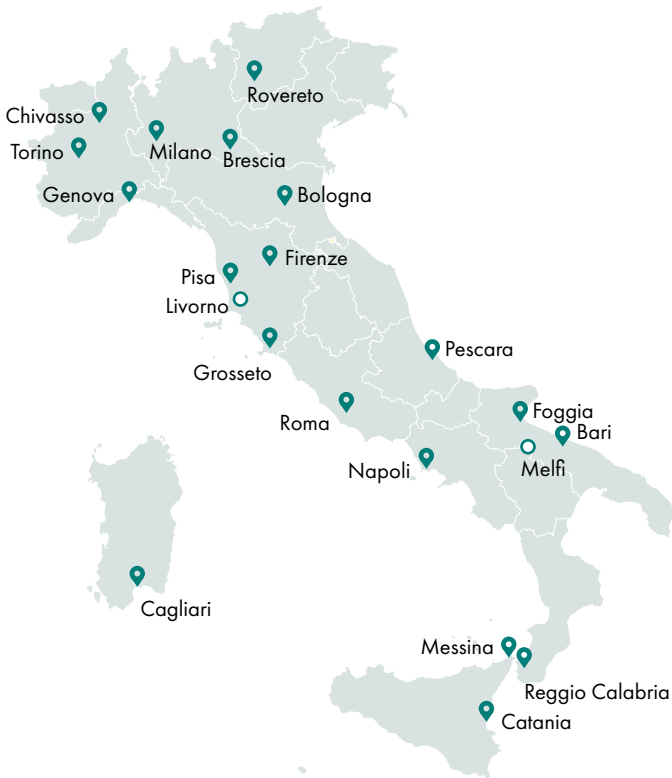 Rovereto
Chivasso
Torino
Milano
Brescia
Genova
Bologna
Firenze
Pisa
Livorno
Pescara
Grosseto
Roma
Foggia
Bari
Napoli
Melfi
Cagliari
Messina
Reggio Calabria
Catania